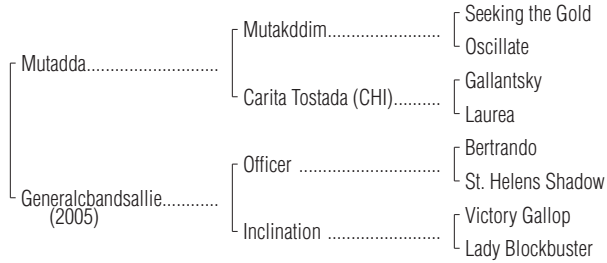 Seeking the Gold
Mutakddim....................
Oscillate
Mutadda.......................
Gallantsky
Carita Tostada (CHI)..........
Laurea
Bertrando
Officer .........................
St. Helens Shadow
Generalcbandsallie............
(2005)
Victory Gallop
Inclination .....................
Lady Blockbuster